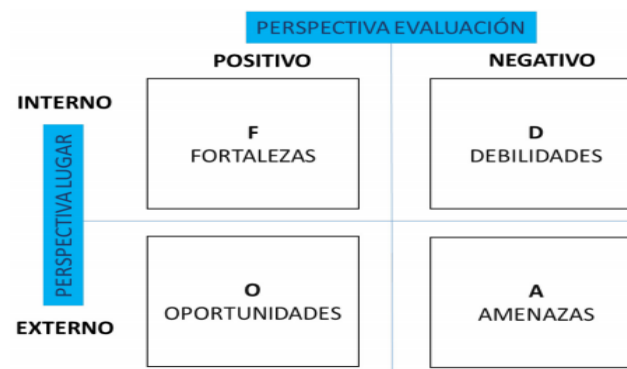 PERSPECTIVA EVALUACIÓN
POSITIVO
NEGATIVO
INTERNO
F
FORTALEZAS
D
DEBILIDADES
PERSPECTIVA LUGAR
O
OPORTUNIDADES
A
AMENAZAS
EXTERNO